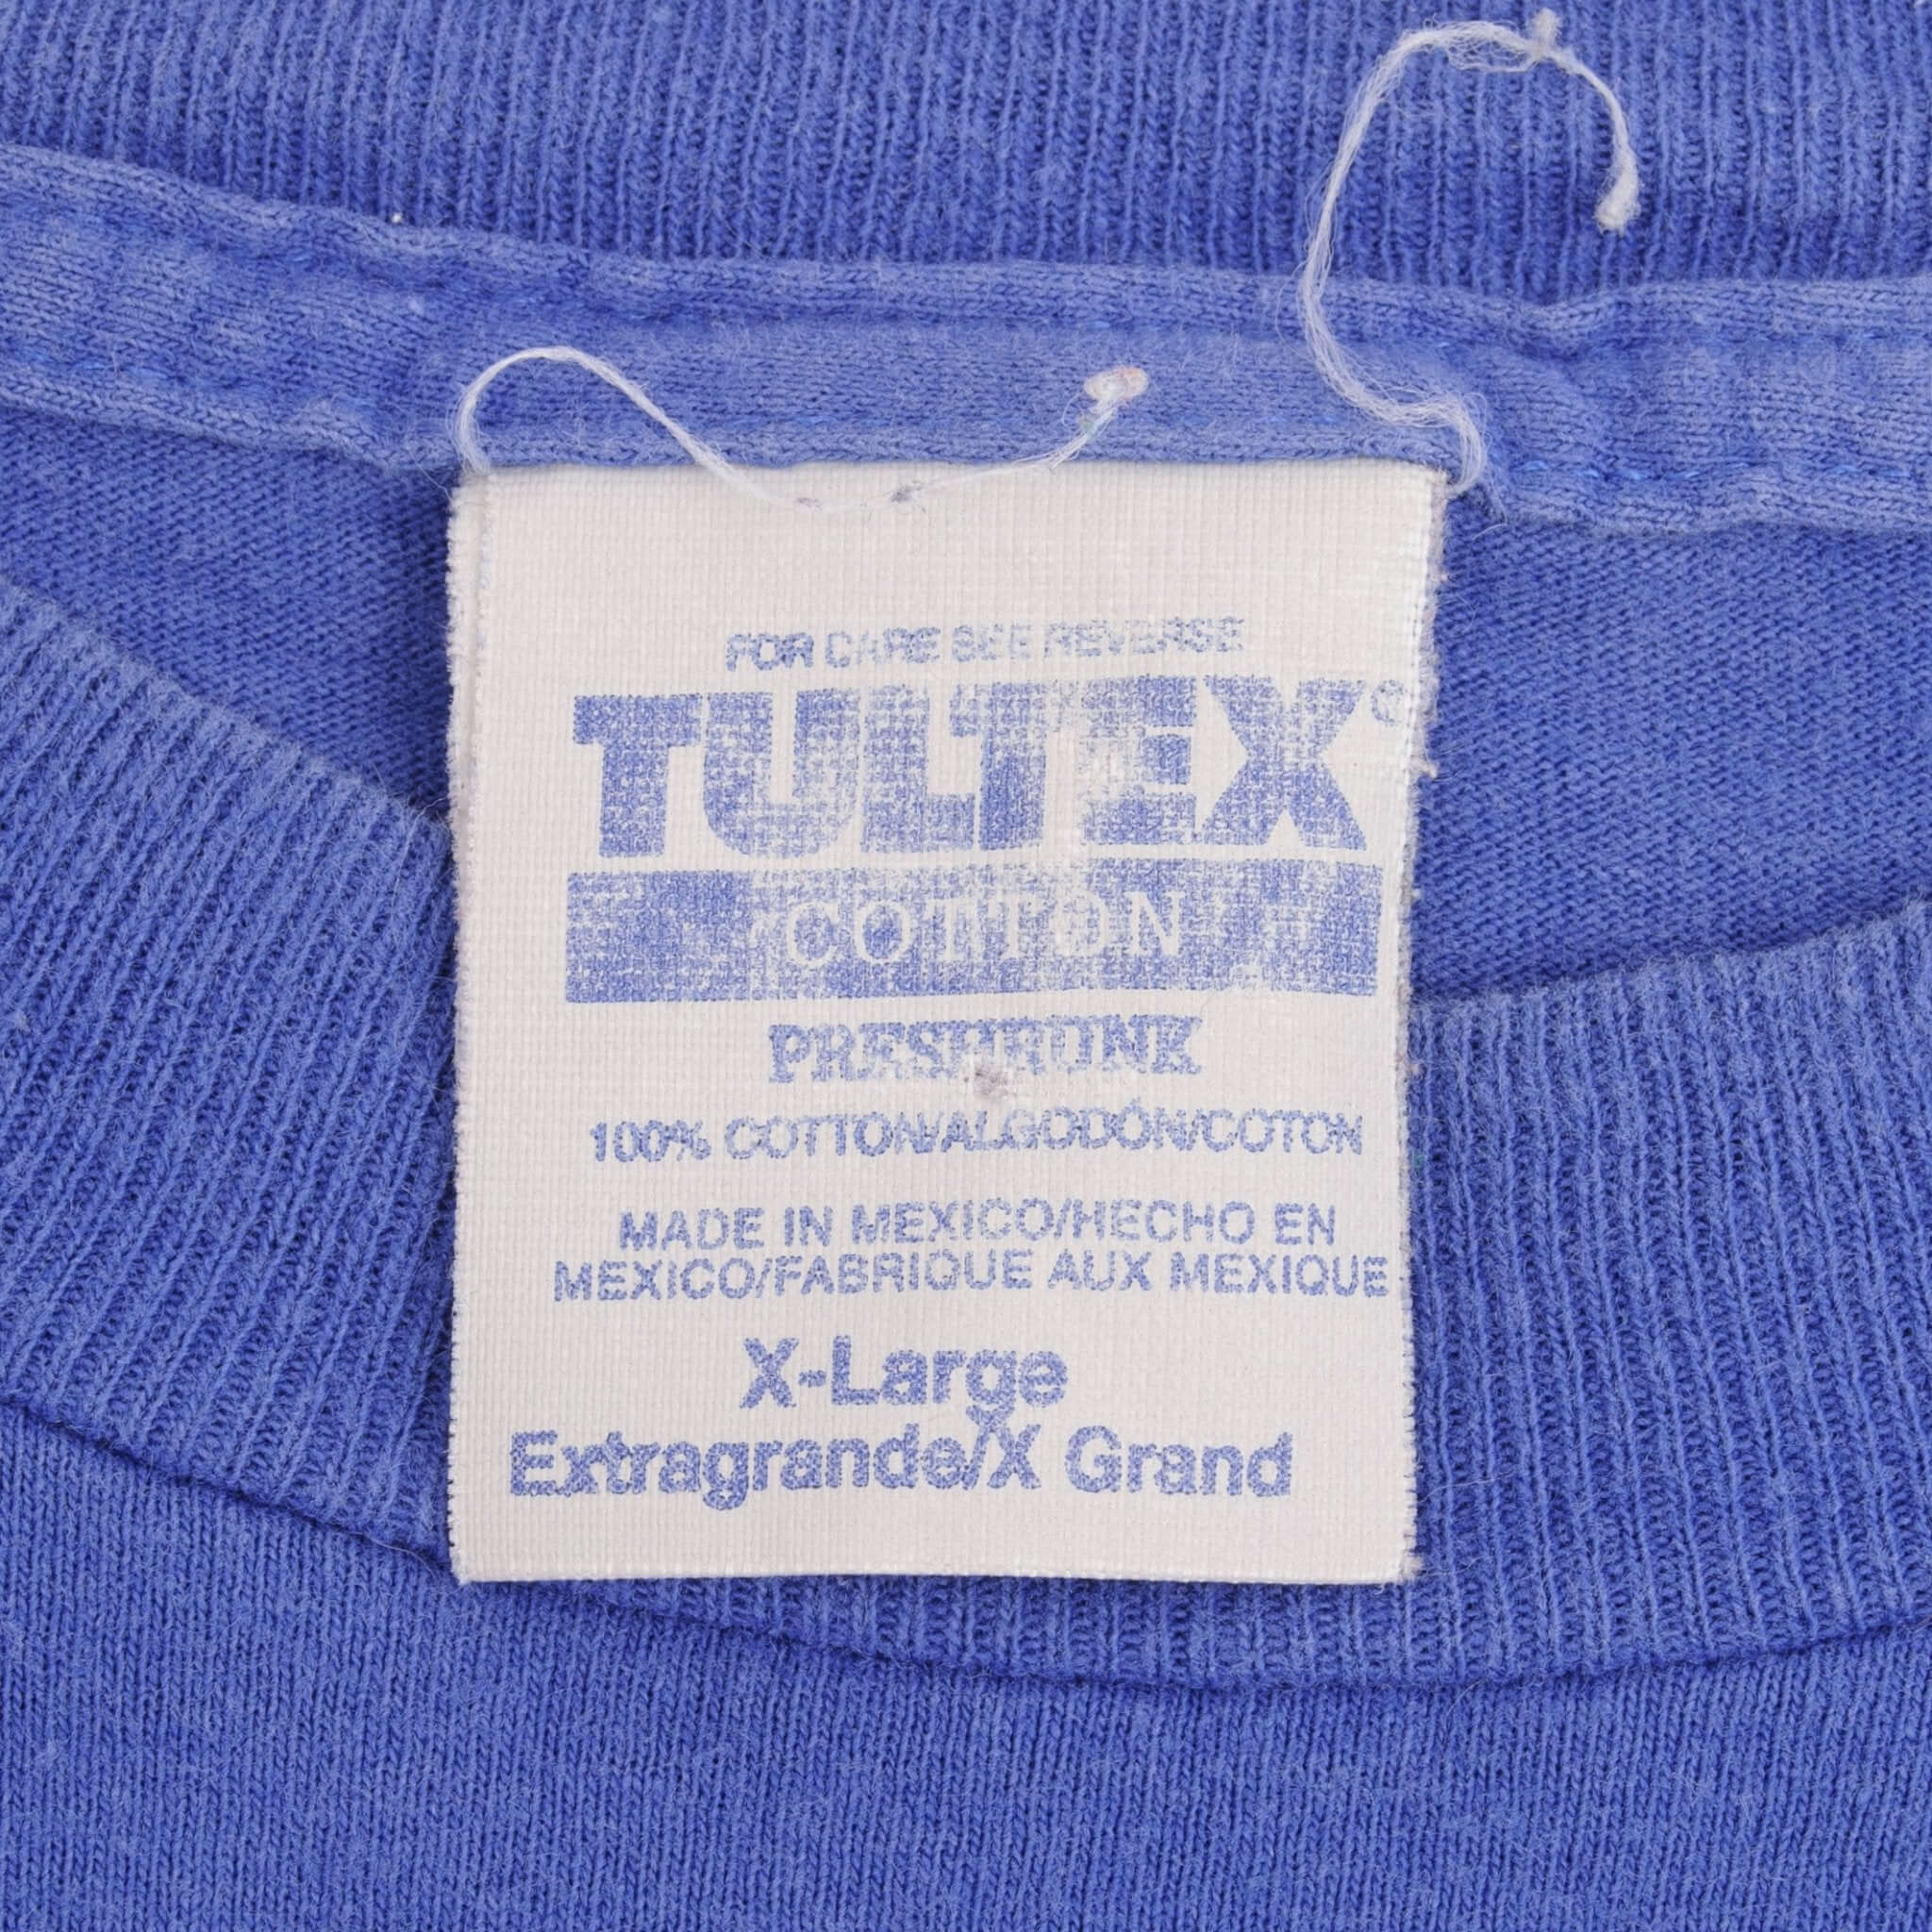 FOR CARE SEE REVERSE
TULTEX®
COTTON
PRESHRUNK
100% COTTON/ALGODÓN/COTON
MADE IN MEXICO/HECHO EN
MEXICO/FABRIQUE AUX MEXIQUE
X-Large
Extragrande/X Grand